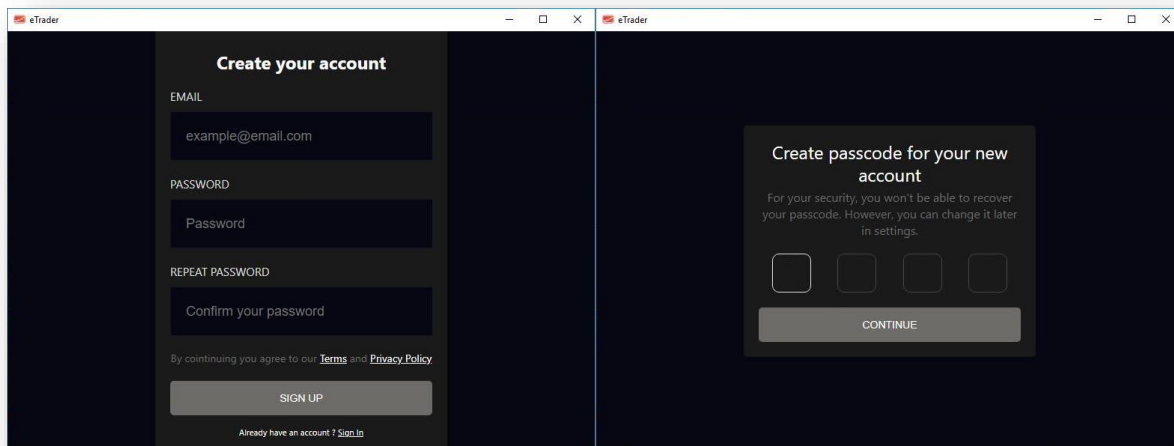 eTrader
Create your account
EMAIL
example@email.com
PASSWORD
Password
REPEAT PASSWORD
Confirm your password
By cointinuing you agree to our Terms and Privacy Policy
SIGN UP
Already have an account ? Sign In
eTrader
Create passcode for your new
account
For your security, you won't be able to recover
your passcode. However, you can change it later
in settings.
CONTINUE